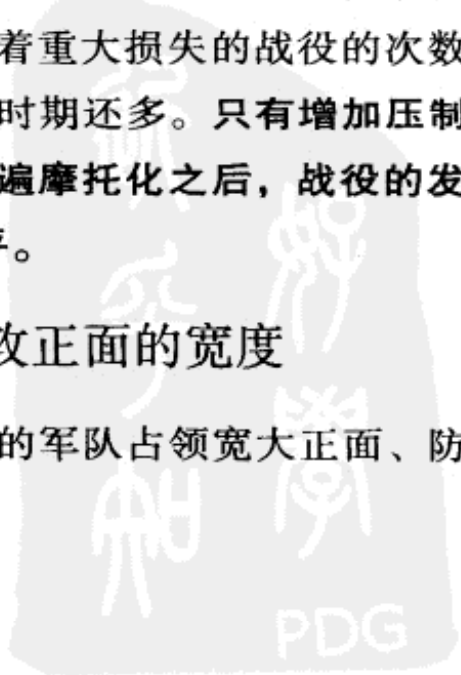 着重大损失的战役的次数
时期还多。只有增加压制
遍摩托化之后，战役的发
。
攻正面的宽度
的军队占领宽大正面、防
PDG